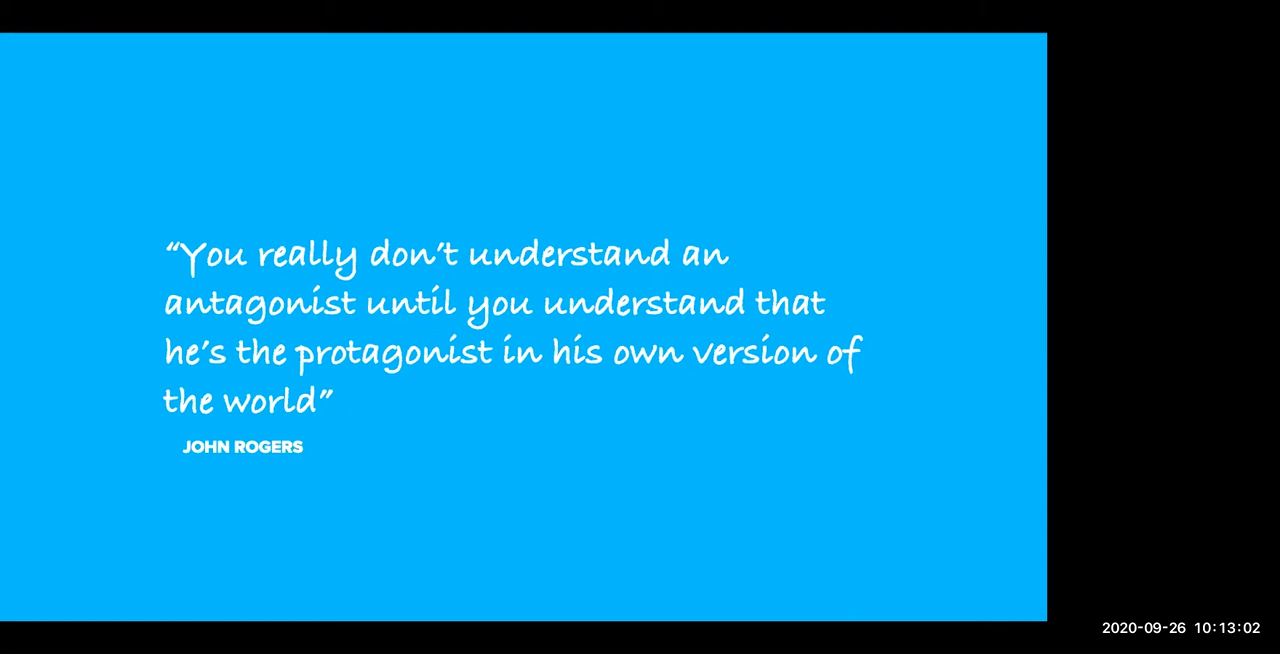 “You really don’t understand an
antagonist until you understand that
he’s the protagonist in his own version of
the world”
JOHN ROGERS
2020-09-26 10:13:02